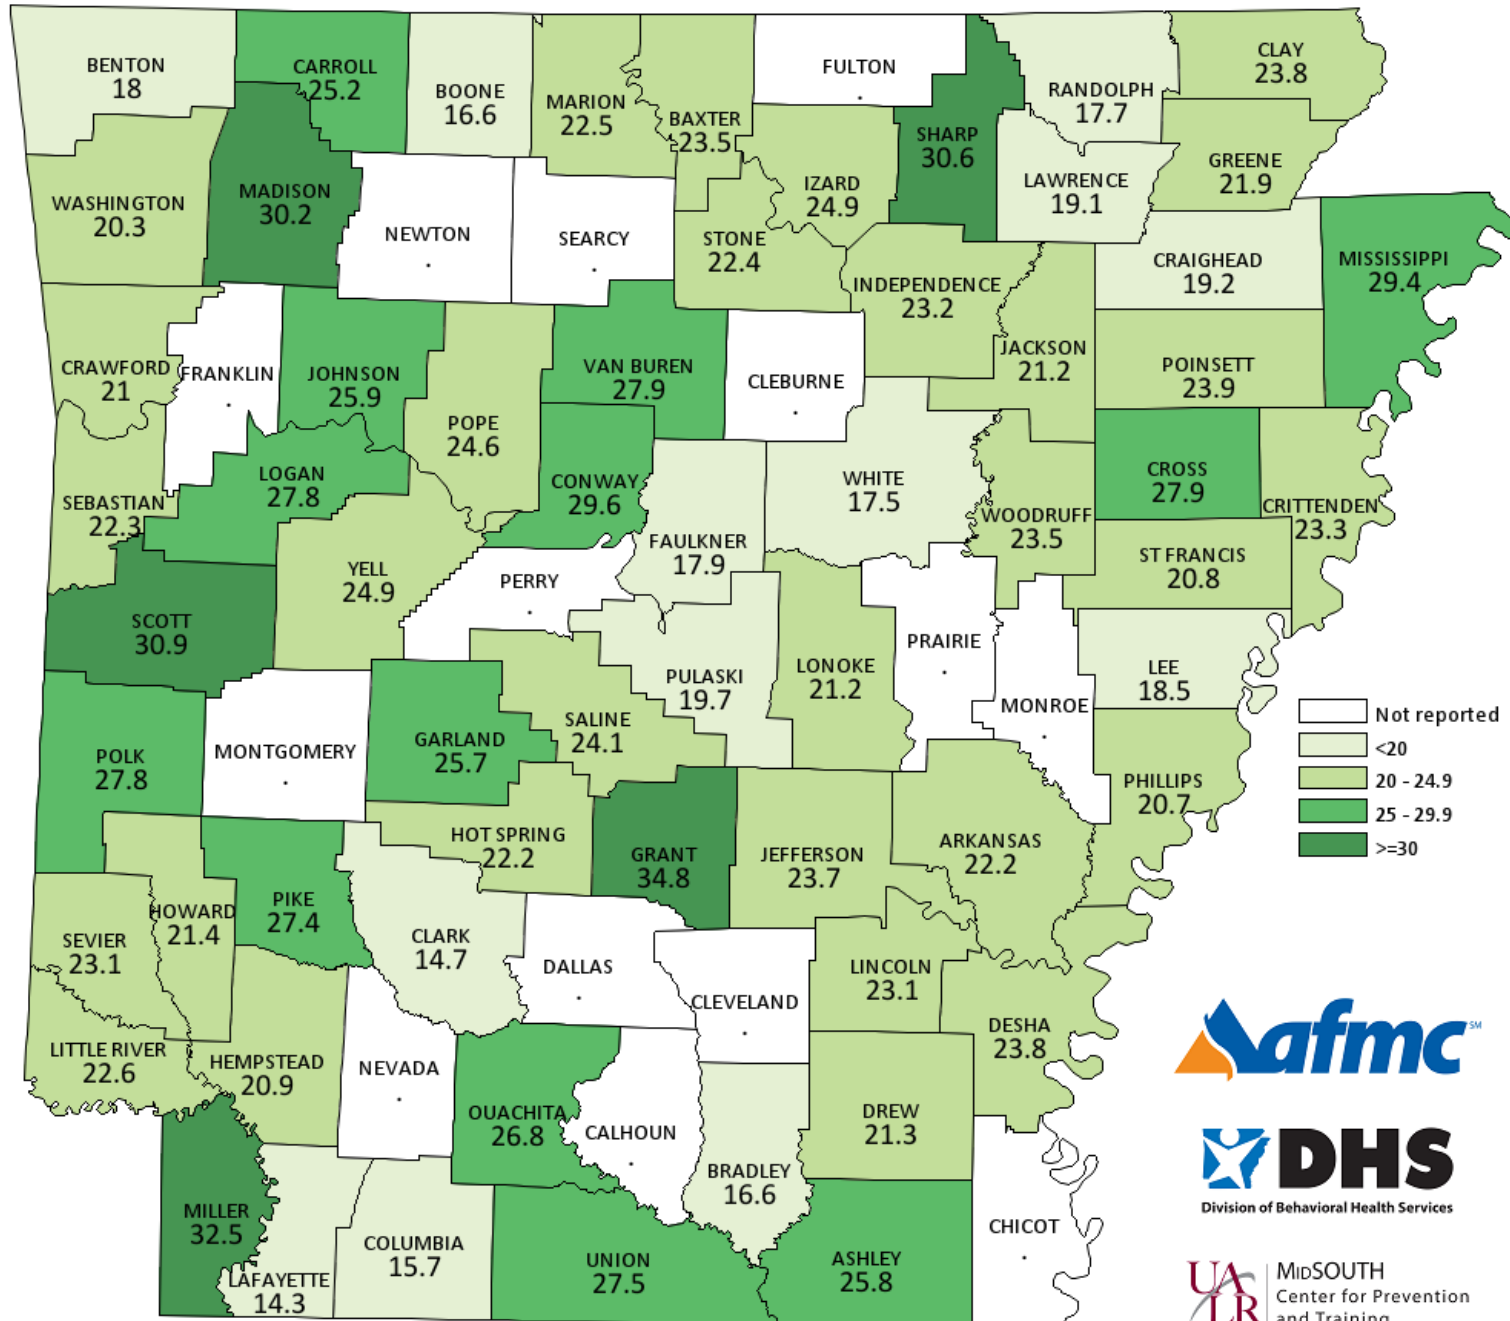 BENTON
18
CARROLL
25.2
BOONE
16.6
MARION
22.5
BAXTER
23.5
FULTON
.
SHARP
30.6
RANDOLPH
17.7
CLAY
23.8
GREENE
21.9
LAWRENCE
19.1
IZARD
24.9
WASHINGTON
20.3
MADISON
30.2
NEWTON
.
SEARCY
.
STONE
22.4
INDEPENDENCE
23.2
JACKSON
21.2
CRAIGHEAD
19.2
MISSISSIPPI
29.4
CRAWFORD
21
FRANKLIN
.
JOHNSON
25.9
POPE
24.6
VAN BUREN
27.9
CLEBURNE
.
POINSETT
23.9
SEBASTIAN
22.3
LOGAN
27.8
CONWAY
29.6
WHITE
17.5
WOODRUFF
23.5
CROSS
27.9
CRITTENDEN
23.3
YELL
24.9
PERRY
.
FAULKNER
17.9
ST FRANCIS
20.8
SCOTT
30.9
PULASKI
19.7
LONOKE
21.2
PRAIRIE
.
MONROE
.
LEE
18.5
POLK
27.8
MONTGOMERY
.
GARLAND
25.7
SALINE
24.1
PHILLIPS
20.7
Not reported
<20
20 - 24.9
25 - 29.9
>=30
HOT SPRING
22.2
GRANT
34.8
JEFFERSON
23.7
ARKANSAS
22.2
SEVIER
23.1
HOWARD
21.4
PIKE
27.4
CLARK
14.7
DALLAS
.
CLEVELAND
.
LINCOLN
23.1
DESHA
23.8
LITTLE RIVER
22.6
HEMPSTEAD
20.9
NEVADA
.
OUACHITA
26.8
CALHOUN
.
BRADLEY
16.6
DREW
21.3
MILLER
32.5
LAFAYETTE
14.3
COLUMBIA
15.7
UNION
27.5
ASHLEY
25.8
CHICOT
.
afmc SM
DHS
Division of Behavioral Health Services
UALR
MIDSOUTH
Center for Prevention
and Training